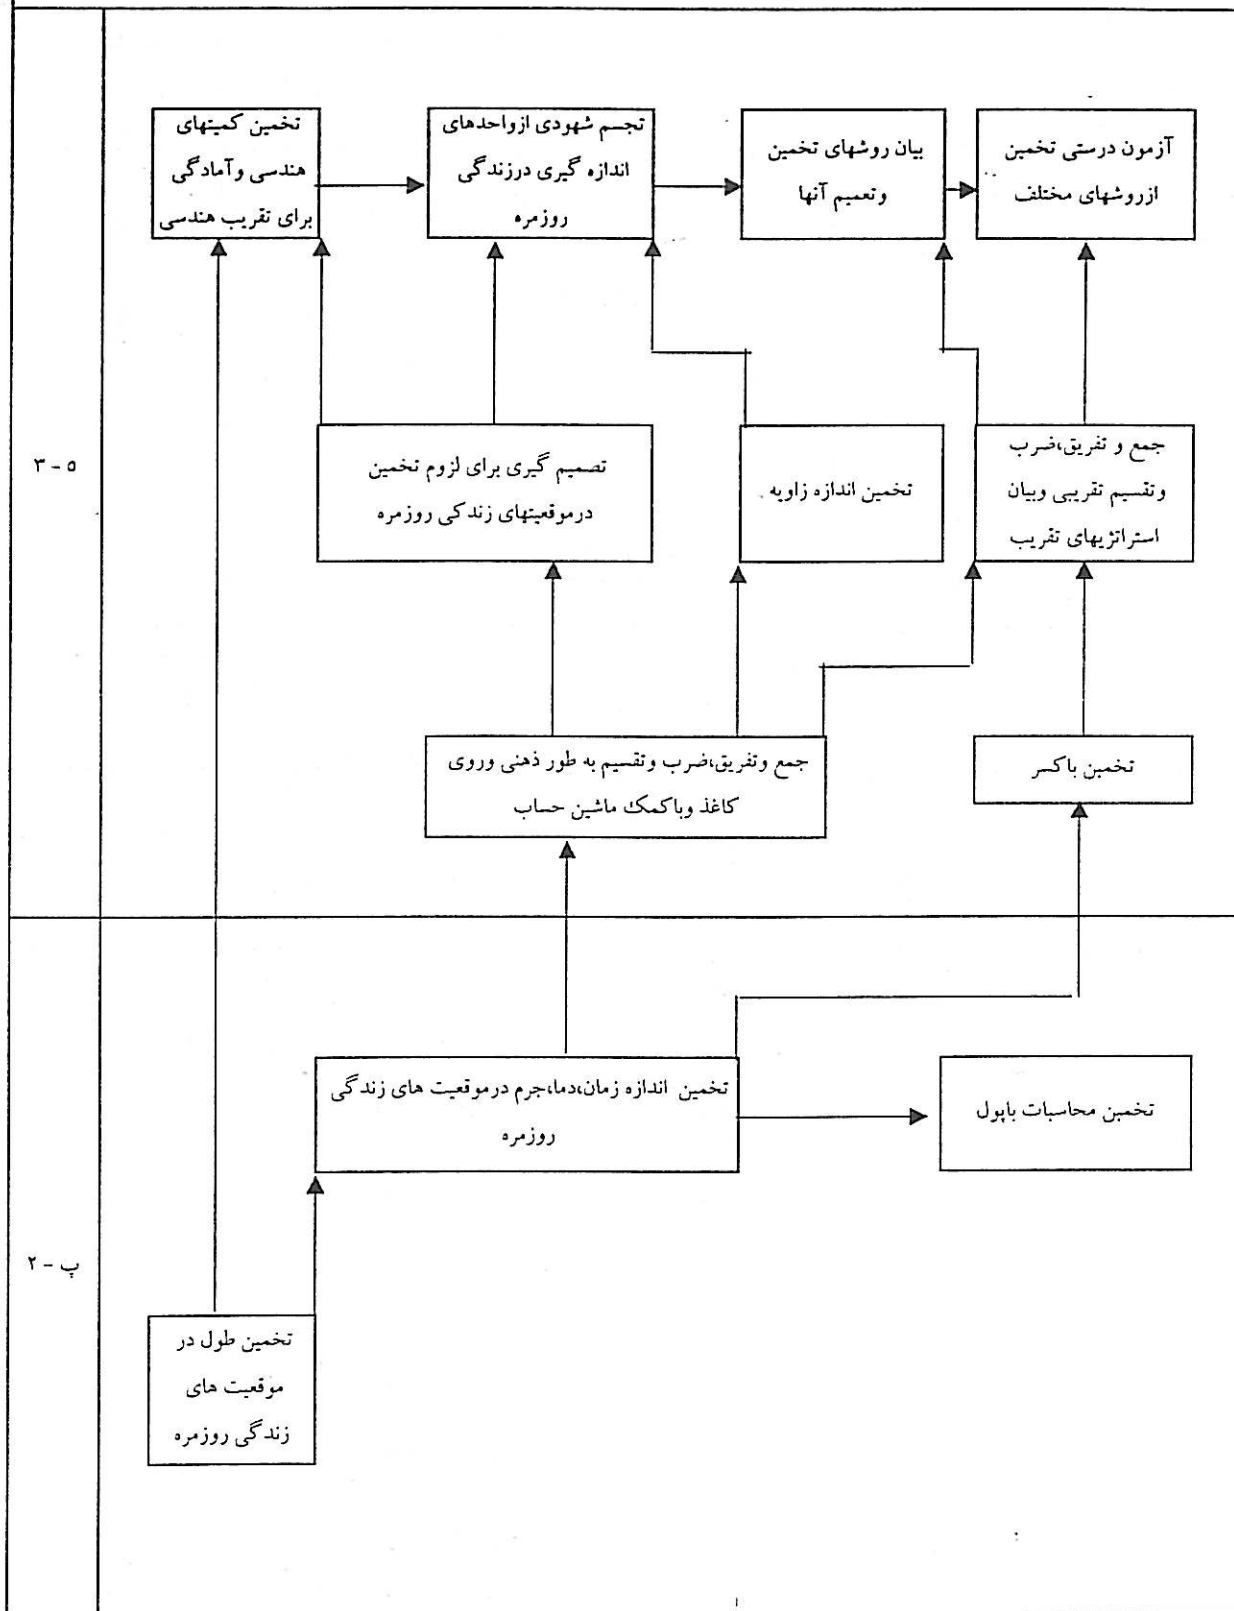 تخمین کمیتهای
هندسی وآمادگی
برای تقریب هندسی
تجسم شهودی ازواحدهای
اندازه گیری درزندگی
روزمره
بیان روشهای تخمین
وتعمیم آنها
آزمون درستی تخمین
ازروشهای مختلف
۳ - ۵
تصمیم گیری برای لزوم تخمین
درموقعیتهای زندگی روزمره
تخمین اندازه زاویه
جمع و تفریق،ضرب
وتقسیم تقریبی وبیان
استراتژیهای تقریب
جمع وتفریق،ضرب وتقسیم به طور ذهنی وروی
کاغذ وباکمک ماشین حساب
تخمین باکسر
تخمین اندازه زمان،دما،جرم درموقعیت های زندگی
روزمره
تخمین محاسبات باپول
پ - ۲
تخمین طول در
موقعیت های
زندگی روزمره